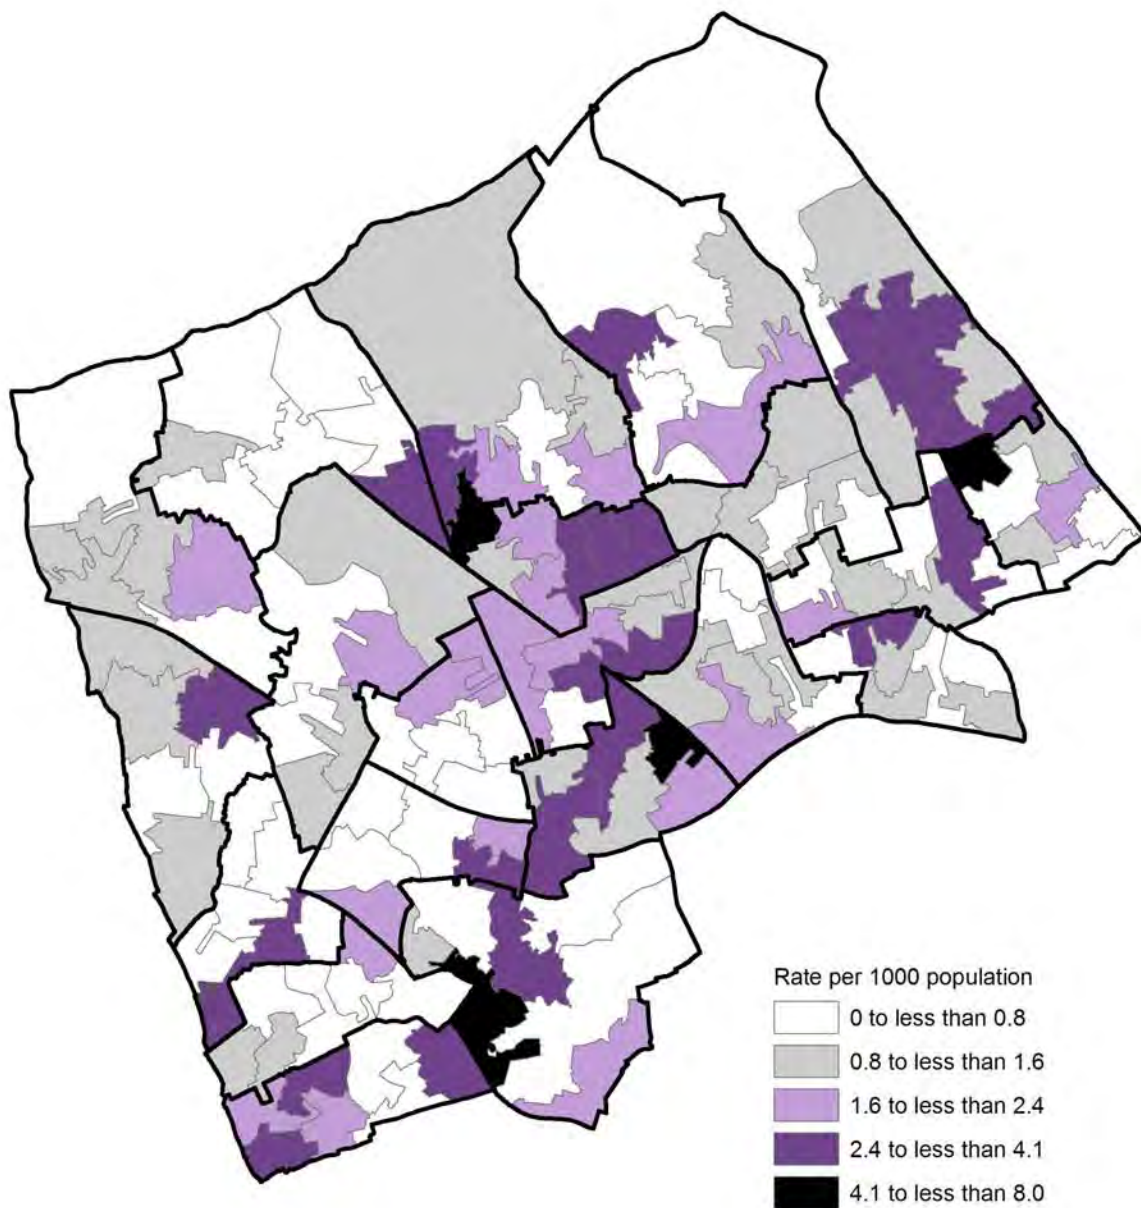 Rate per 1000 population
0 to less than 0.8
0.8 to less than 1.6
1.6 to less than 2.4
2.4 to less than 4.1
4.1 to less than 8.0